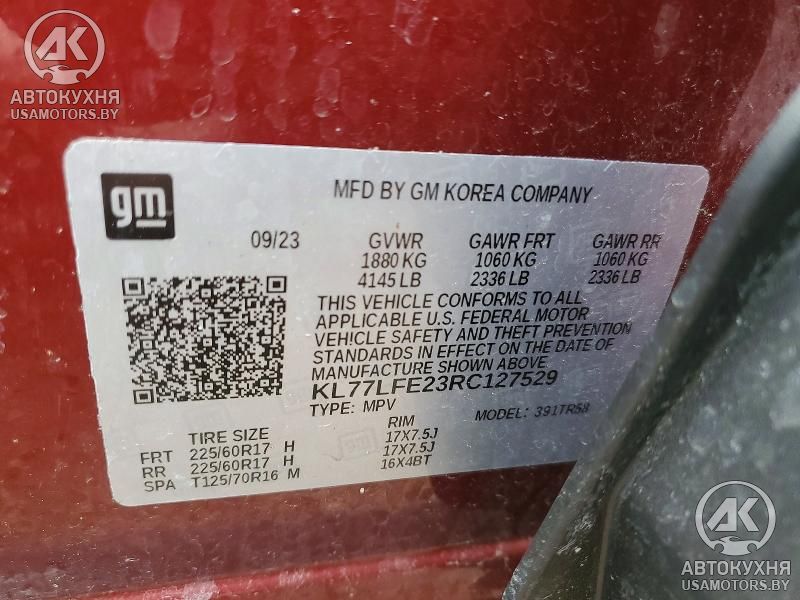 AK
АВТОКУХНЯ
USAMOTORS.BY
gm
MFD BY GM KOREA COMPANY
09/23 GVWR GAWR FRT GAWR RR
1880 KG 1060 KG 1060 KG
4145 LB 2336 LB 2336 LB
THIS VEHICLE CONFORMS TO ALL
APPLICABLE U.S. FEDERAL MOTOR
VEHICLE SAFETY AND THEFT PREVENTION
STANDARDS IN EFFECT ON THE DATE OF
MANUFACTURE SHOWN ABOVE.
KL77LFE23RC127529
TYPE: MPV MODEL: 391TR58
TIRE SIZE RIM
FRT 225/60R17 H 17X7.5J
RR 225/60R17 H 17X7.5J
SPA T125/70R16 M 16X4BT
AK
АВТОКУХНЯ
USAMOTORS.BY